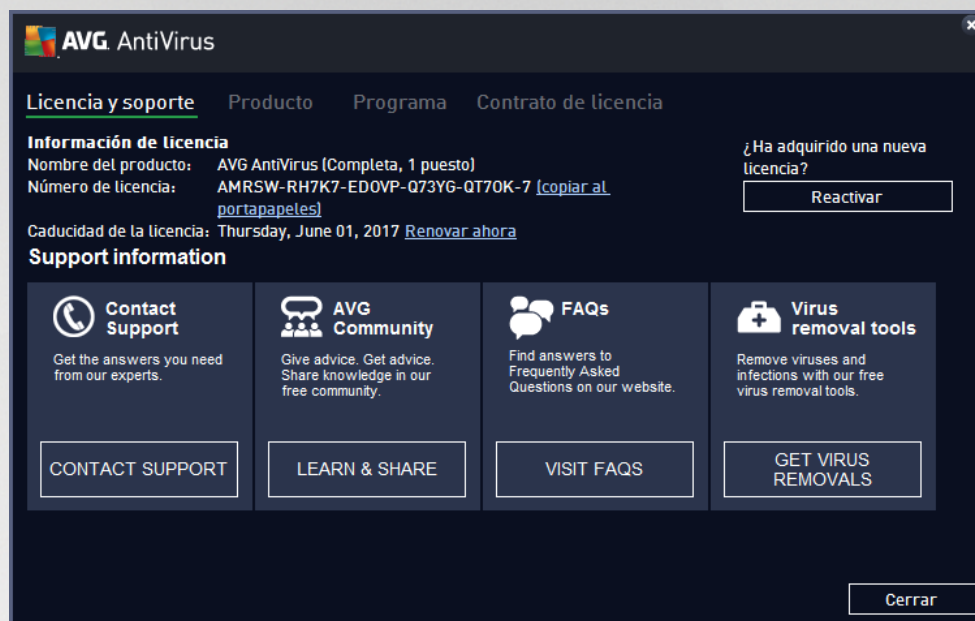 AVG. AntiVirus
Licencia y soporte Producto Programa Contrato de licencia
Información de licencia
Nombre del producto: AVG AntiVirus (Completa, 1 puesto)
Número de licencia: AMRSW-RH7K7-EDOVP-Q73YG-QT7OK-7 (copiar al
portapapeles)
Caducidad de la licencia: Thursday, June 01, 2017 Renovar ahora
¿Ha adquirido una nueva
licencia?
Reactivar
Support information
Contact
Support
Get the answers you need
from our experts.
CONTACT SUPPORT
AVG
Community
Give advice. Get advice.
Share knowledge in our
free community.
LEARN & SHARE
FAQs
Find answers to
Frequently Asked
Questions on our website.
VISIT FAQS
Virus
removal tools
Remove viruses and
infections with our free
virus removal tools.
GET VIRUS
REMOVALS
Cerrar